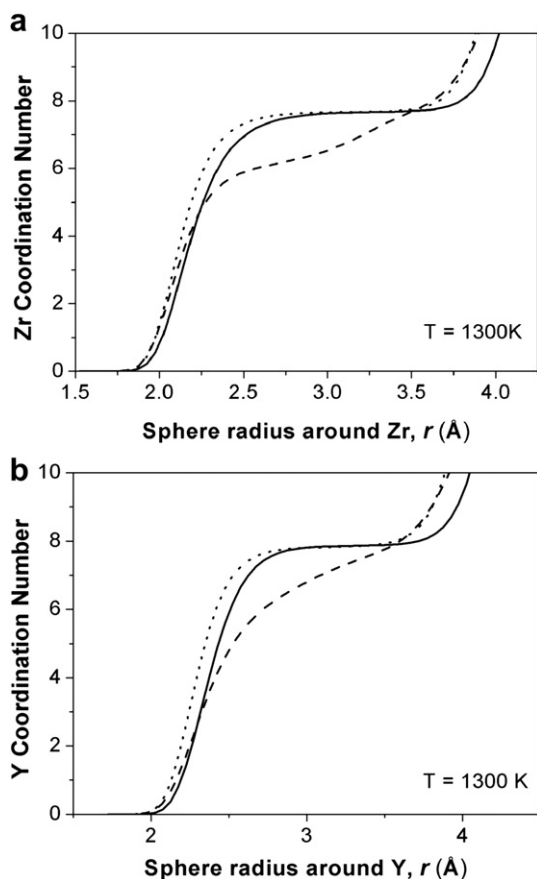 a
10
8
6
4
2
0
Zr Coordination Number
T = 1300K
1.5 2.0 2.5 3.0 3.5 4.0
Sphere radius around Zr, r (Å)
b
10
8
6
4
2
0
Y Coordination Number
T = 1300 K
2 3 4
Sphere radius around Y, r (Å)